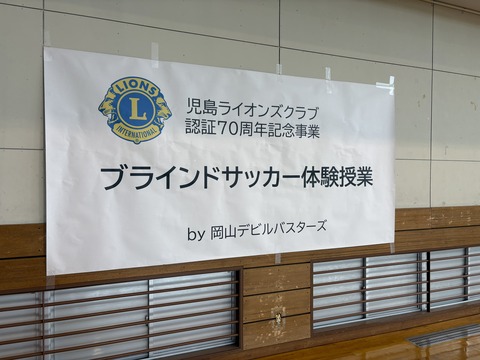 LIONS
L
INTERNATIONAL
児島ライオンズクラブ
認証70周年記念事業
ブラインドサッカー体験授業
by 岡山デビルバスターズ